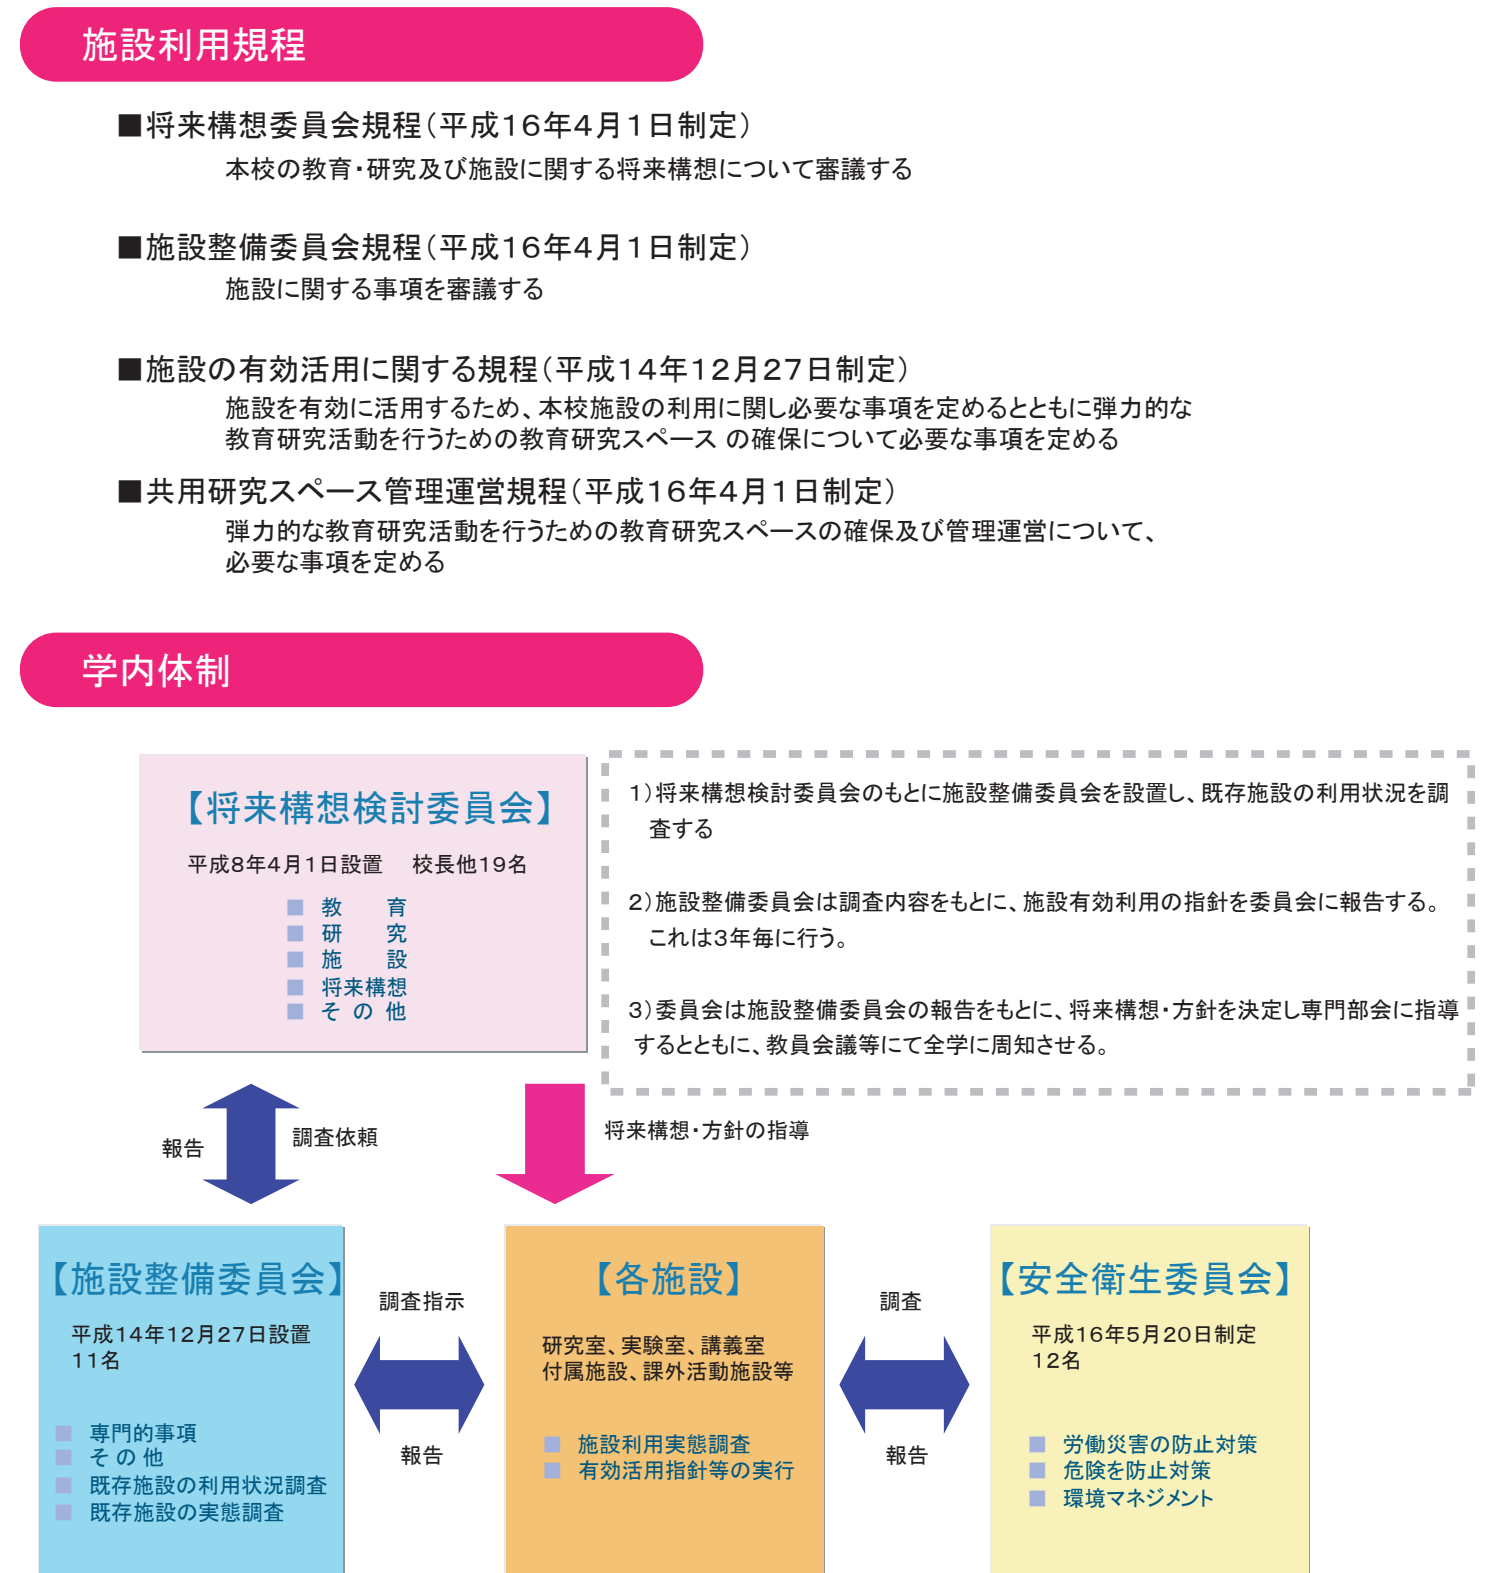 施設利用規程
■将来構想委員会規程（平成１６年４月１日制定）
本校の教育・研究及び施設に関する将来構想について審議する
■施設整備委員会規程（平成１６年４月１日制定）
施設に関する事項を審議する
■施設の有効活用に関する規程（平成１４年１２月２７日制定）
施設を有効に活用するため、本校施設の利用に関し必要な事項を定めるとともに弾力的な
教育研究活動を行うための教育研究スペース の確保について必要な事項を定める
■共用研究スペース管理運営規程（平成１６年４月１日制定）
弾力的な教育研究活動を行うための教育研究スペースの確保及び管理運営について、
必要な事項を定める
学内体制
【将来構想検討委員会】
平成８年４月１日設置　校長他１９名
■ 教　　育
■ 研　　究
■ 施　　設
■ 将来構想
■ そ の 他
１）将来構想検討委員会のもとに施設整備委員会を設置し、既存施設の利用状況を調
査する
２）施設整備委員会は調査内容をもとに、施設有効利用の指針を委員会に報告する。
これは３年毎に行う。
３）委員会は施設整備委員会の報告をもとに、将来構想・方針を決定し専門部会に指導
するとともに、教員会議等にて全学に周知させる。
報告
調査依頼
将来構想・方針の指導
【施設整備委員会】
平成１４年１２月２７日設置
１１名
■ 専門的事項
■ そ の 他
■ 既存施設の利用状況調査
■ 既存施設の実態調査
調査指示
報告
【各施設】
研究室、実験室、講義室
付属施設、課外活動施設等
■ 施設利用実態調査
■ 有効活用指針等の実行
調査
報告
【安全衛生委員会】
平成１６年５月２０日制定
１２名
■ 労働災害の防止対策
■ 危険を防止対策
■ 環境マネジメント